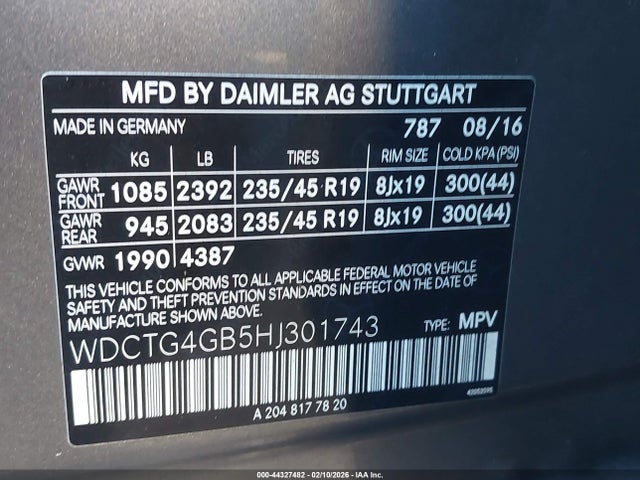 MFD BY DAIMLER AG STUTTGART
MADE IN GERMANY 787 08/16
KG LB TIRES RIM SIZE COLD KPA (PSI)
GAWR FRONT 1085 2392 235/45 R19 8Jx19 300(44)
GAWR REAR 945 2083 235/45 R19 8Jx19 300(44)
GVWR 1990 4387
THIS VEHICLE CONFORMS TO ALL APPLICABLE FEDERAL MOTOR VEHICLE
SAFETY AND THEFT PREVENTION STANDARDS IN EFFECT ON THE DATE OF
MANUFACTURE SHOWN ABOVE.
WDCTG4GB5HJ301743 TYPE: MPV
A 204 817 78 20
000-44327482 - 02/10/2026 - IAA Inc.